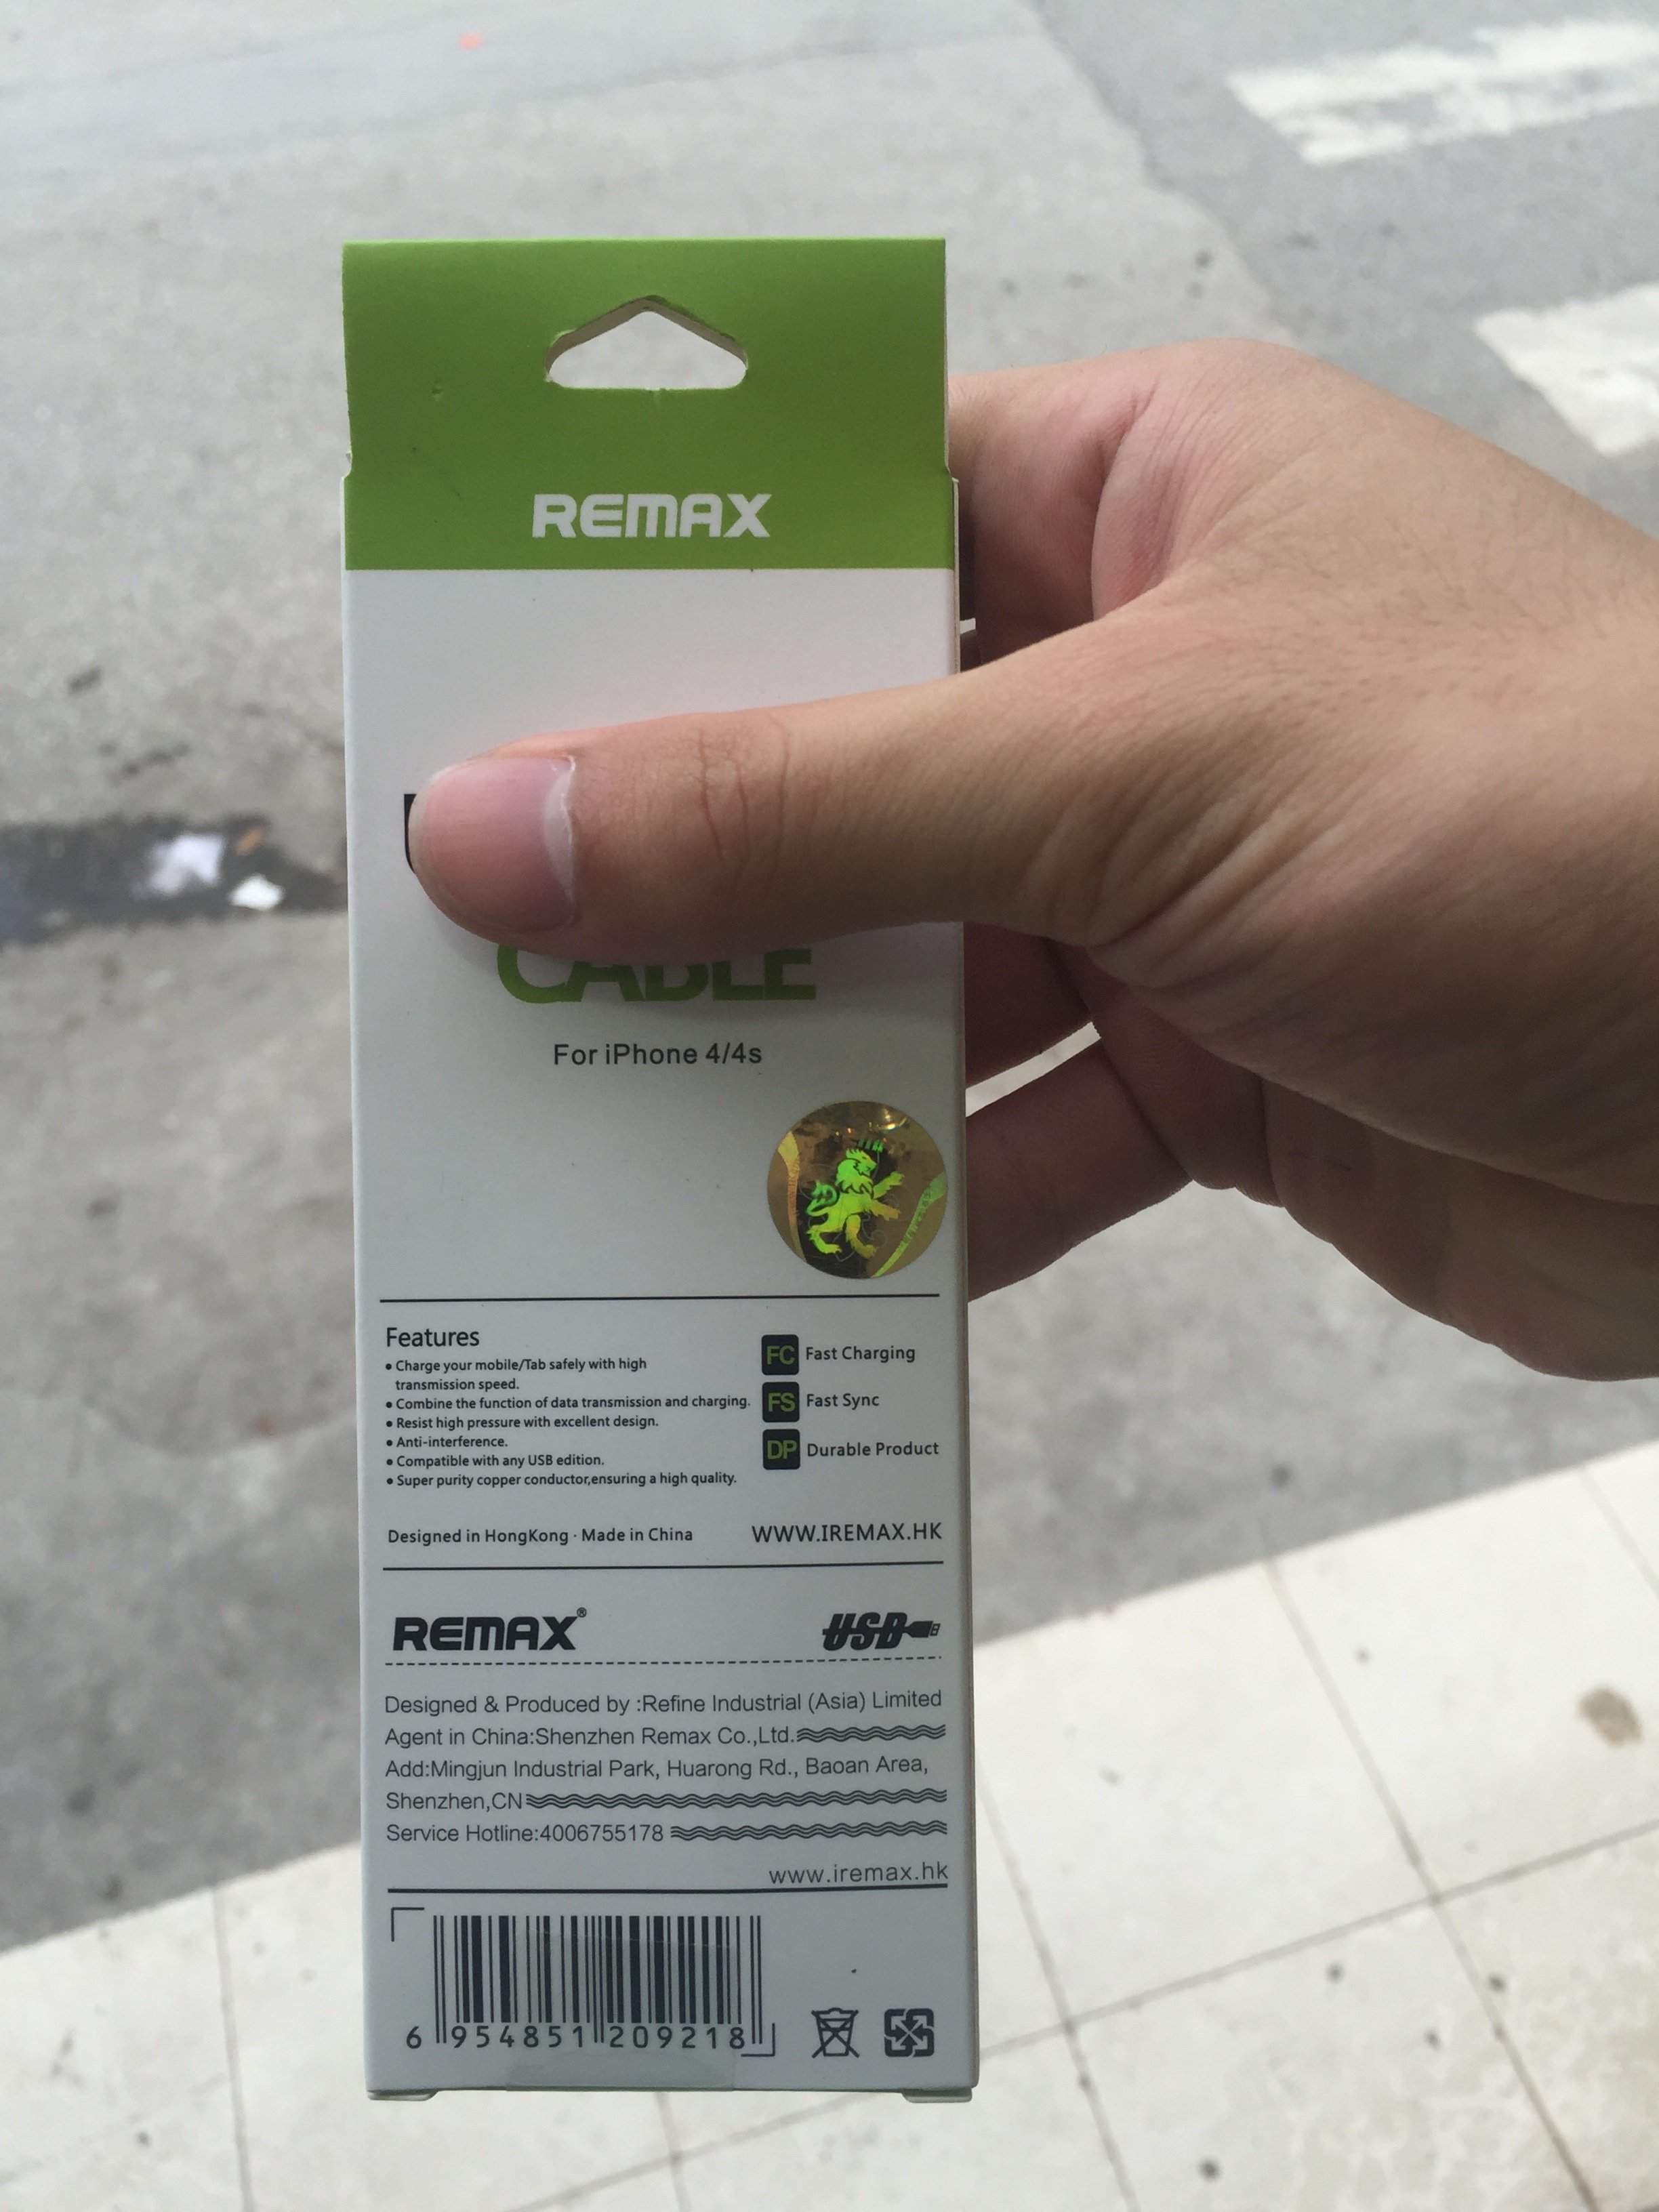 REMAX
CABLE
For iPhone 4/4s
Features
• Charge your mobile/Tab safely with high
transmission speed.
• Combine the function of data transmission and charging.
• Resist high pressure with excellent design.
• Anti-interference.
• Compatible with any USB edition.
• Super purity copper conductor,ensuring a high quality.
FC Fast Charging
FS Fast Sync
DP Durable Product
Designed in HongKong · Made in China
WWW.IREMAX.HK
REMAX®
USB
Designed & Produced by :Refine Industrial (Asia) Limited
Agent in China:Shenzhen Remax Co.,Ltd.
Add:Mingjun Industrial Park, Huarong Rd., Baoan Area,
Shenzhen,CN
Service Hotline:4006755178
www.iremax.hk
6 954851 209218